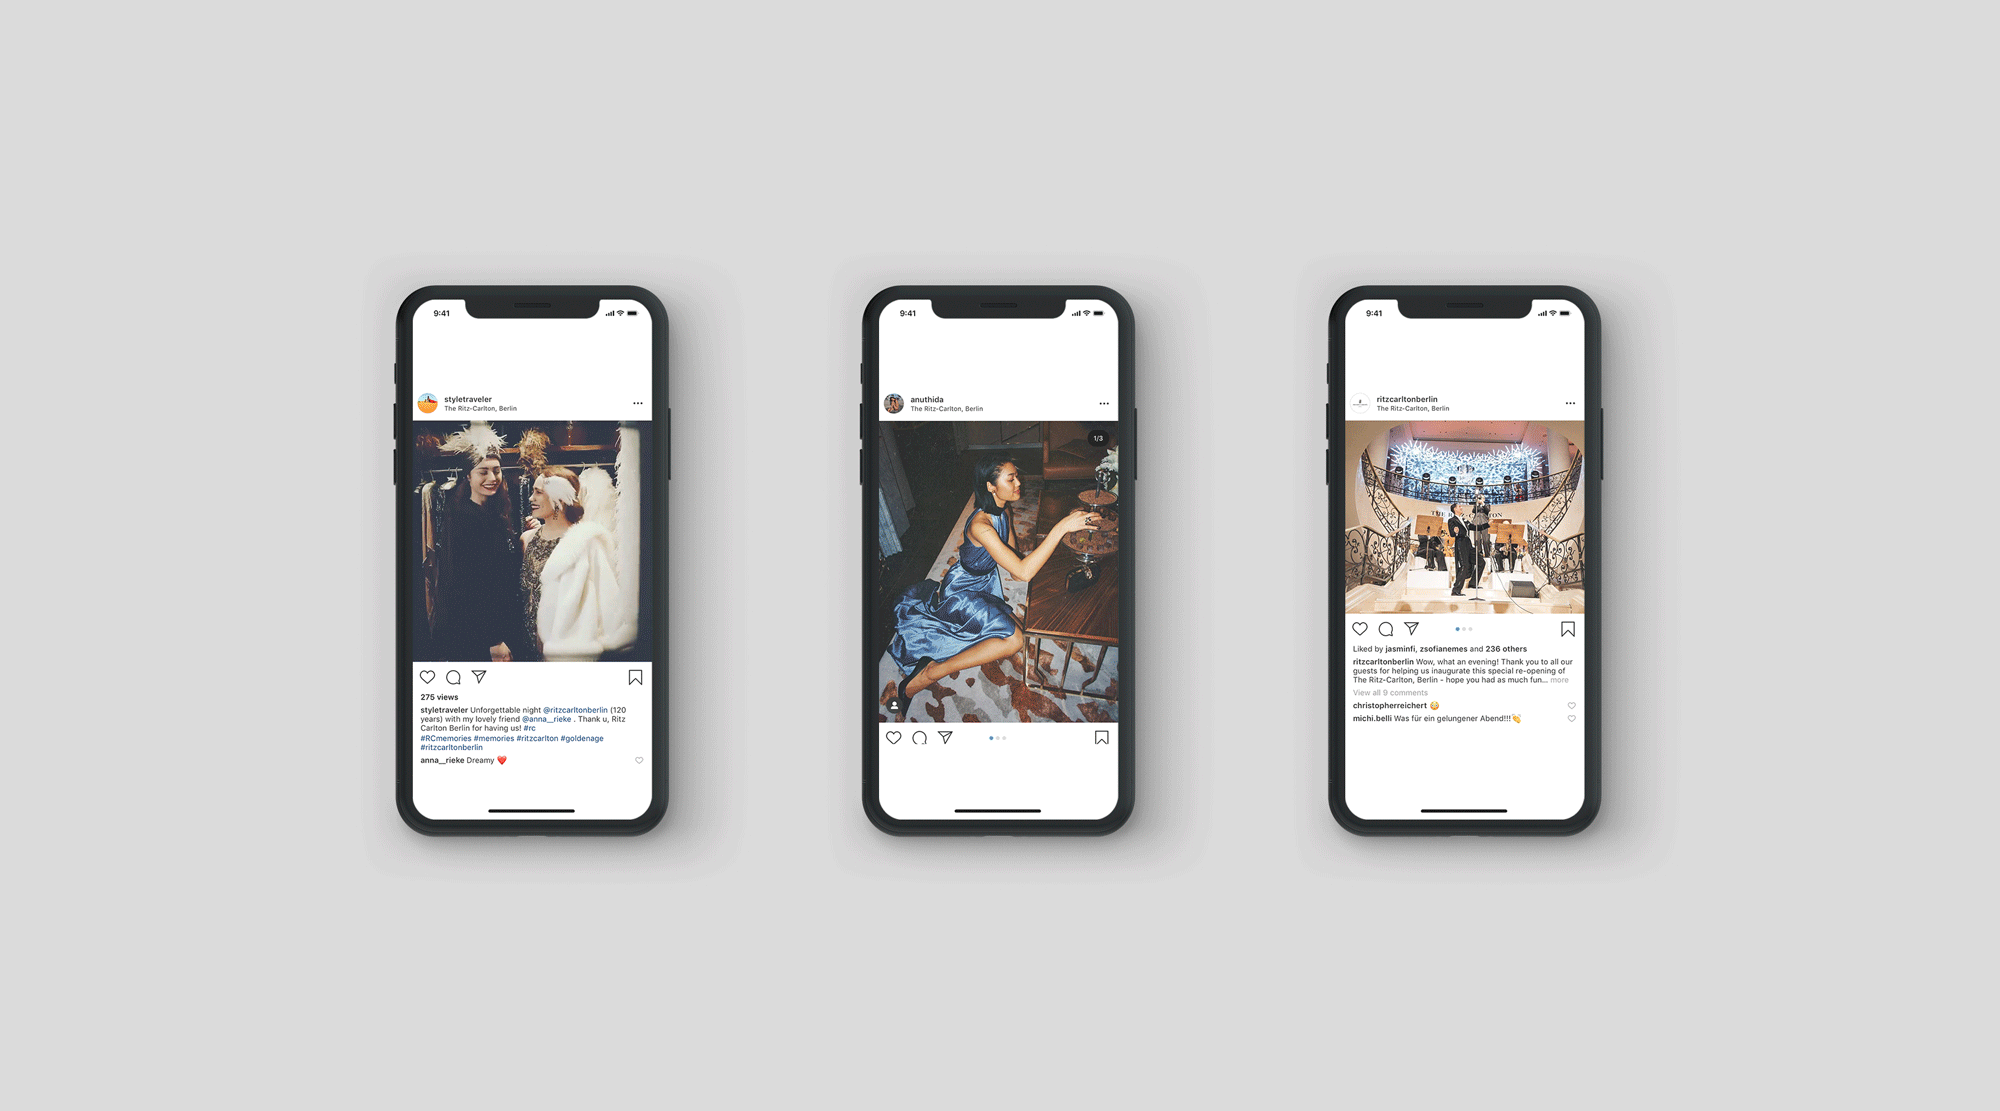 9:41
styletraveler
The Ritz-Carlton, Berlin
275 views
styletraveler Unforgettable night @ritzcarltonberlin (120
years) with my lovely friend @anna__rieke . Thank u, Ritz
Carlton Berlin for having us! #rc
#RCmemories #memories #ritzcarlton #goldenage
#ritzcarltonberlin
anna__rieke Dreamy ❤️
9:41
anuthida
The Ritz-Carlton, Berlin
1/3
9:41
ritzcarltonberlin
The Ritz-Carlton, Berlin
THE RITZ-CARLTON
Liked by jasminfi, zsofianemes and 236 others
ritzcarltonberlin Wow, what an evening! Thank you to all our
guests for helping us inaugurate this special re-opening of
The Ritz-Carlton, Berlin - hope you had as much fun... more
View all 9 comments
christopherreichert 😳
michi.belli Was für ein gelungener Abend!!!👏